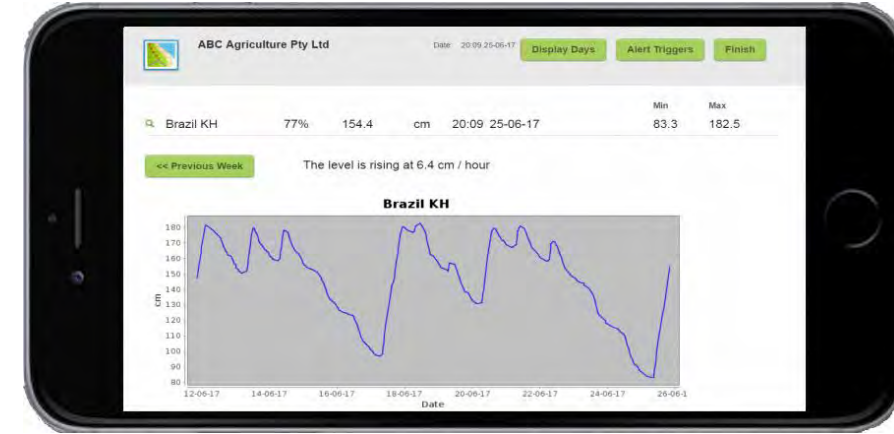 ABC Agriculture Pty Ltd
Date 20:09 25-06-17
Display Days
Alert Triggers
Finish
Min Max
Brazil KH 77% 154.4 cm 20:09 25-06-17 83.3 182.5
<< Previous Week
The level is rising at 6.4 cm / hour
Brazil KH
180
170
160
150
140
130
120
110
100
90
80
cm
12-06-17 14-06-17 16-06-17 18-06-17 20-06-17 22-06-17 24-06-17 26-06-1
Date